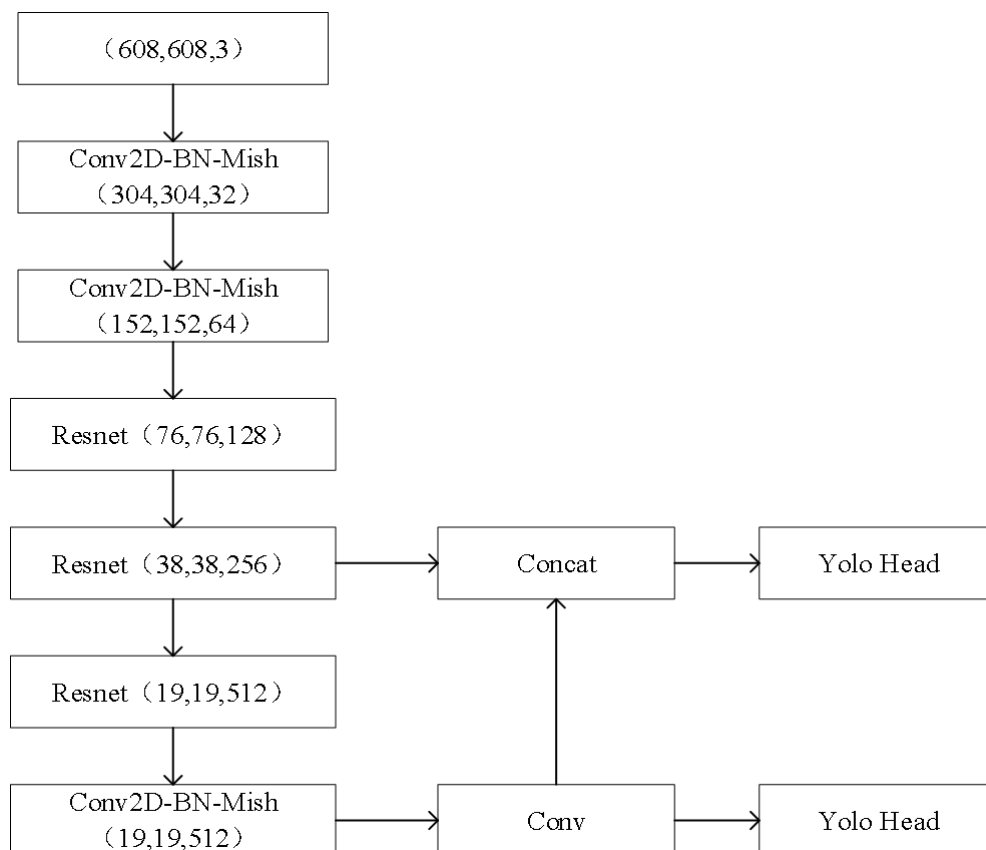 （608,608,3）
Conv2D-BN-Mish
（304,304,32）
Conv2D-BN-Mish
（152,152,64）
Resnet（76,76,128）
Resnet（38,38,256）
Concat
Yolo Head
Resnet（19,19,512）
Conv2D-BN-Mish
（19,19,512）
Conv
Yolo Head